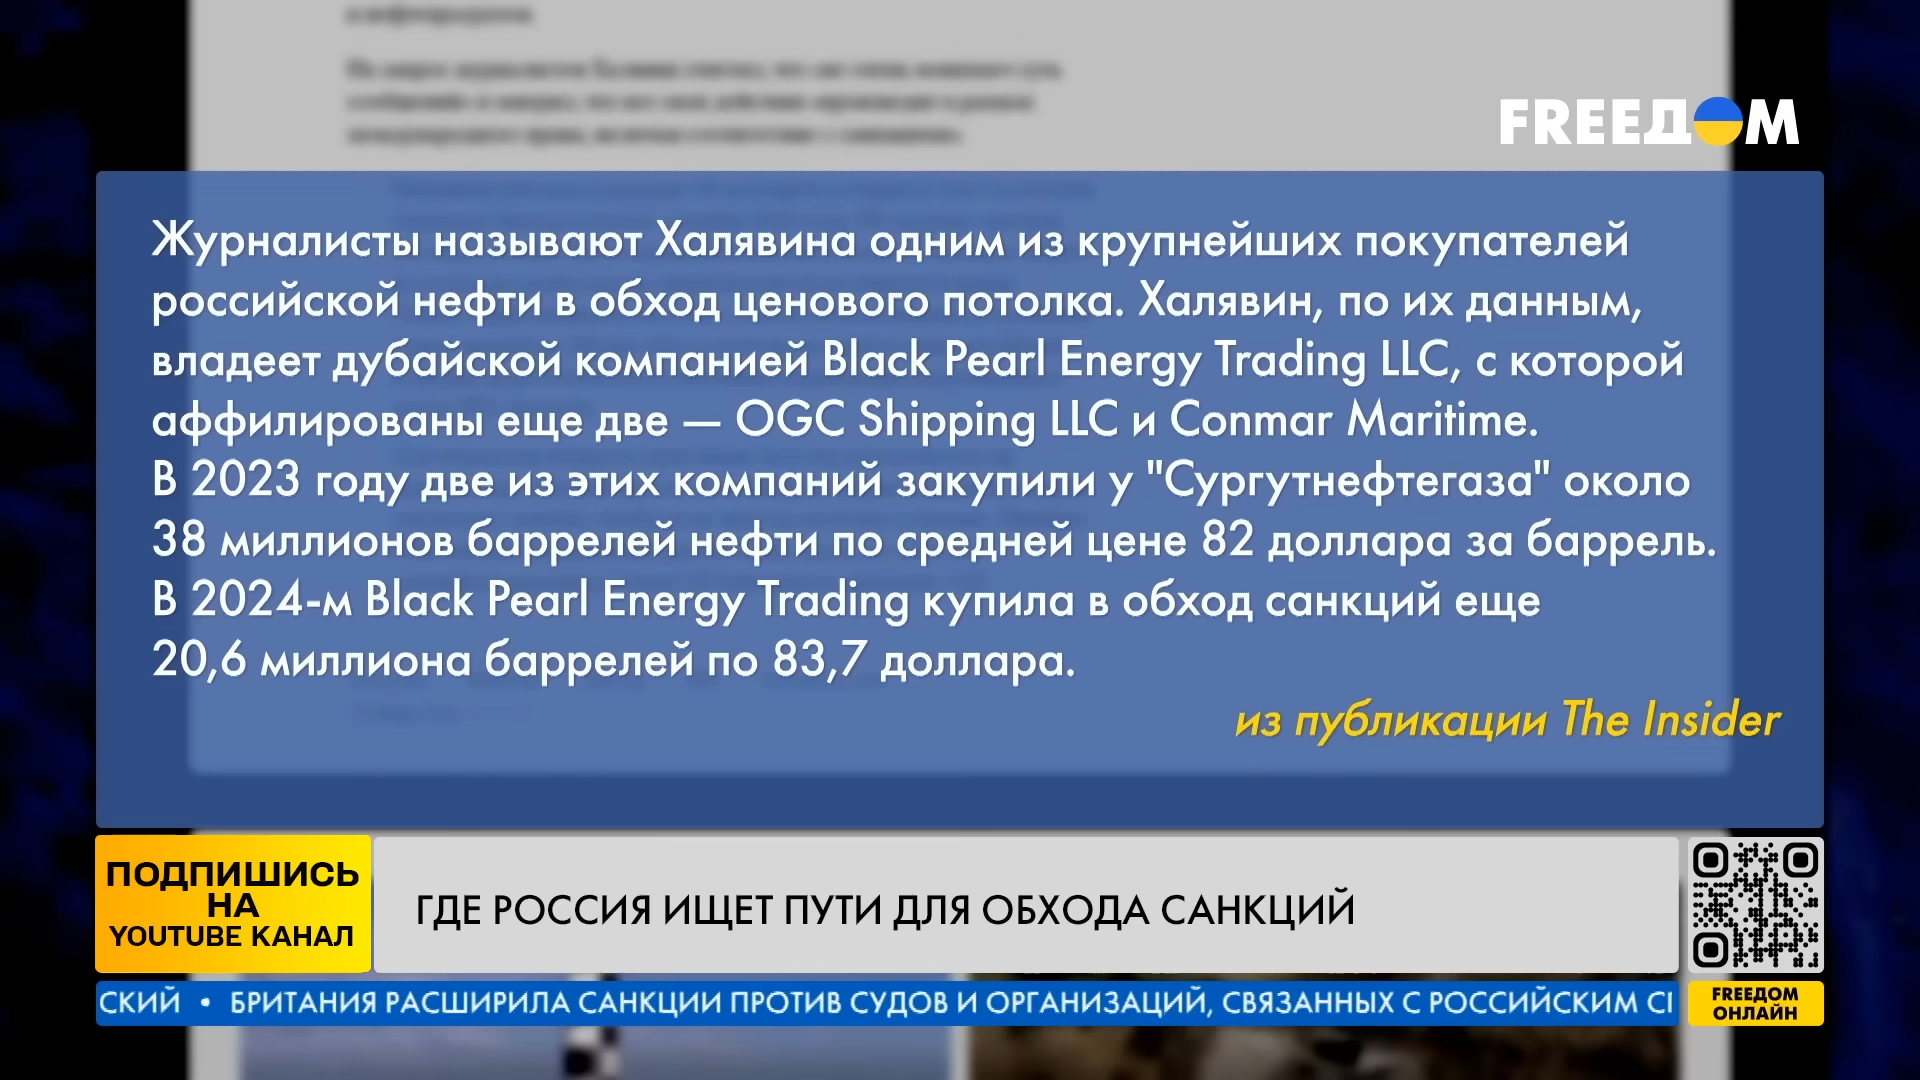 FREEДOM
Журналисты называют Халявина одним из крупнейших покупателей
российской нефти в обход ценового потолка. Халявин, по их данным,
владеет дубайской компанией Black Pearl Energy Trading LLC, с которой
аффилированы еще две — OGC Shipping LLC и Conmar Maritime.
В 2023 году две из этих компаний закупили у "Сургутнефтегаза" около
38 миллионов баррелей нефти по средней цене 82 доллара за баррель.
В 2024-м Black Pearl Energy Trading купила в обход санкций еще
20,6 миллиона баррелей по 83,7 доллара.
из публикации The Insider
ПОДПИШИСЬ
НА
YOUTUBE КАНАЛ
ГДЕ РОССИЯ ИЩЕТ ПУТИ ДЛЯ ОБХОДА САНКЦИЙ
СКИЙ • БРИТАНИЯ РАСШИРИЛА САНКЦИИ ПРОТИВ СУДОВ И ОРГАНИЗАЦИЙ, СВЯЗАННЫХ С РОССИЙСКИМ
FREEДOM
ОНЛАЙН